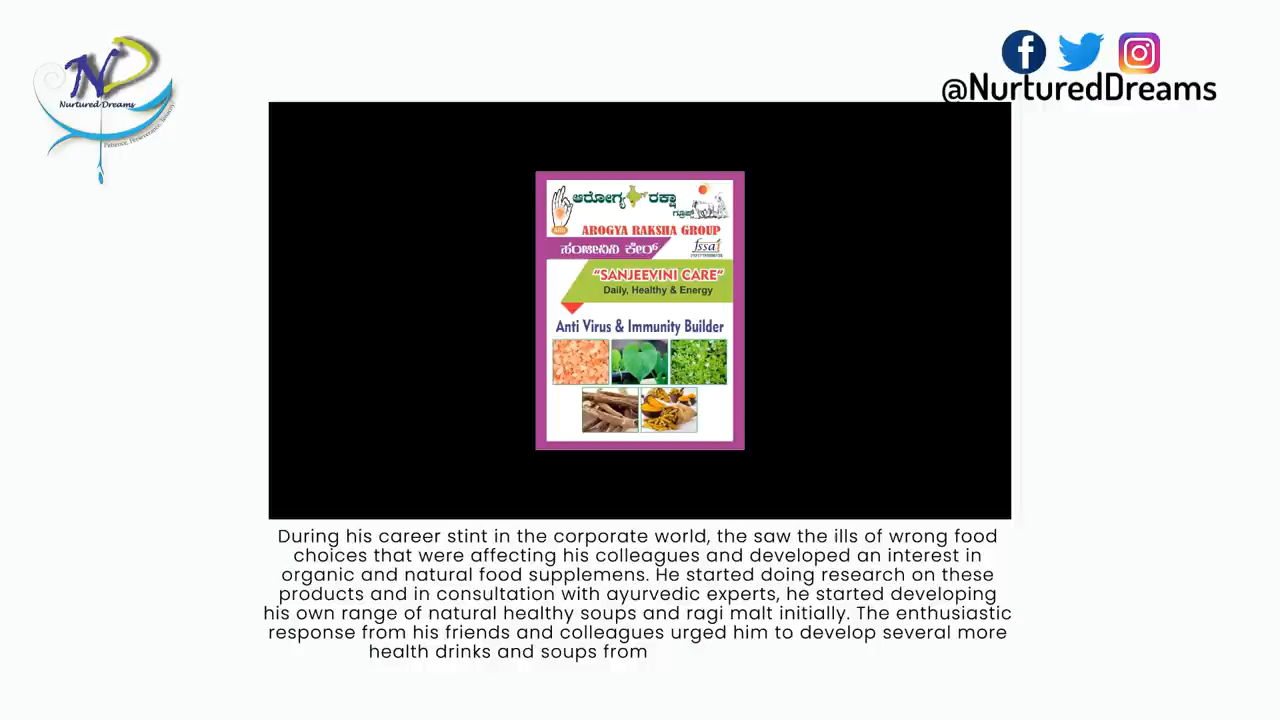 ND
Nurtured Dreams
Patience, Perseverance, Tenacity
@NurturedDreams
ಆರೋಗ್ಯ ರಕ್ಷಾ
ಗ್ರೂಪ್
AROGYA RAKSHA GROUP
ಸಂಜೀವಿನಿ ಕೇರ್
fssai
"SANJEEVINI CARE"
Daily, Healthy & Energy
Anti Virus & Immunity Builder
During his career stint in the corporate world, the saw the ills of wrong food
choices that were affecting his colleagues and developed an interest in
organic and natural food supplemens. He started doing research on these
products and in consultation with ayurvedic experts, he started developing
his own range of natural healthy soups and ragi malt initially. The enthusiastic
response from his friends and colleagues urged him to develop several more
health drinks and soups from